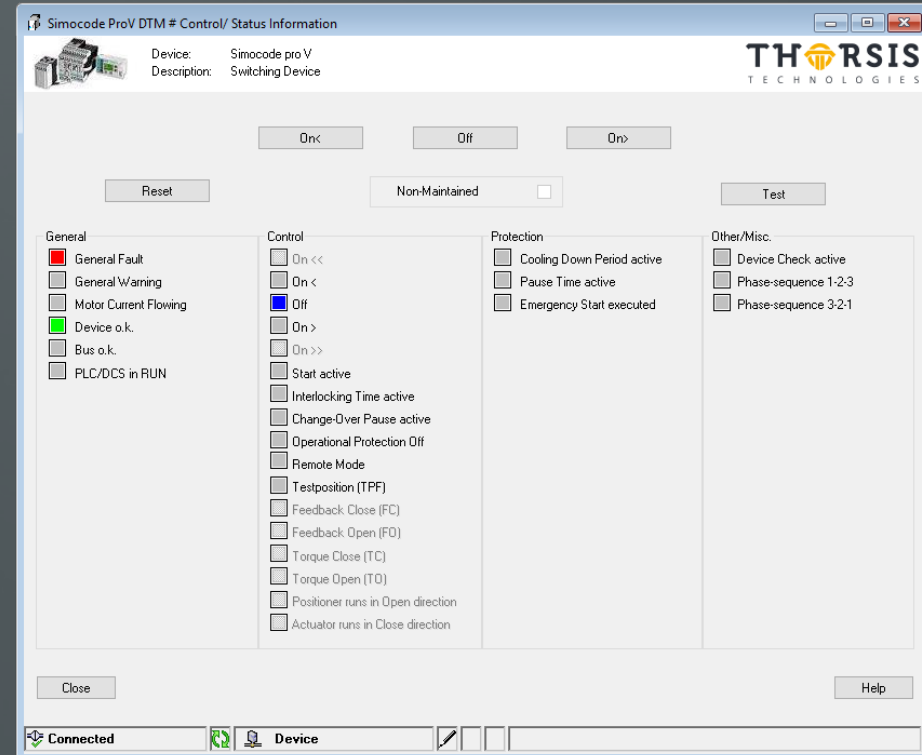 Simocode ProV DTM # Control/ Status Information
Device: Simocode pro V
Description: Switching Device
THORSIS
TECHNOLOGIES
On< Off On>
Reset Non-Maintained Test
General
General Fault
General Warning
Motor Current Flowing
Device o.k.
Bus o.k.
PLC/DCS in RUN
Control
On <<
On <
Off
On >
On >>
Start active
Interlocking Time active
Change-Over Pause active
Operational Protection Off
Remote Mode
Testposition (TPF)
Feedback Close (FC)
Feedback Open (FO)
Torque Close (TC)
Torque Open (TO)
Positioner runs in Open direction
Actuator runs in Close direction
Protection
Cooling Down Period active
Pause Time active
Emergency Start executed
Other/Misc.
Device Check active
Phase-sequence 1-2-3
Phase-sequence 3-2-1
Close Help
Connected Device